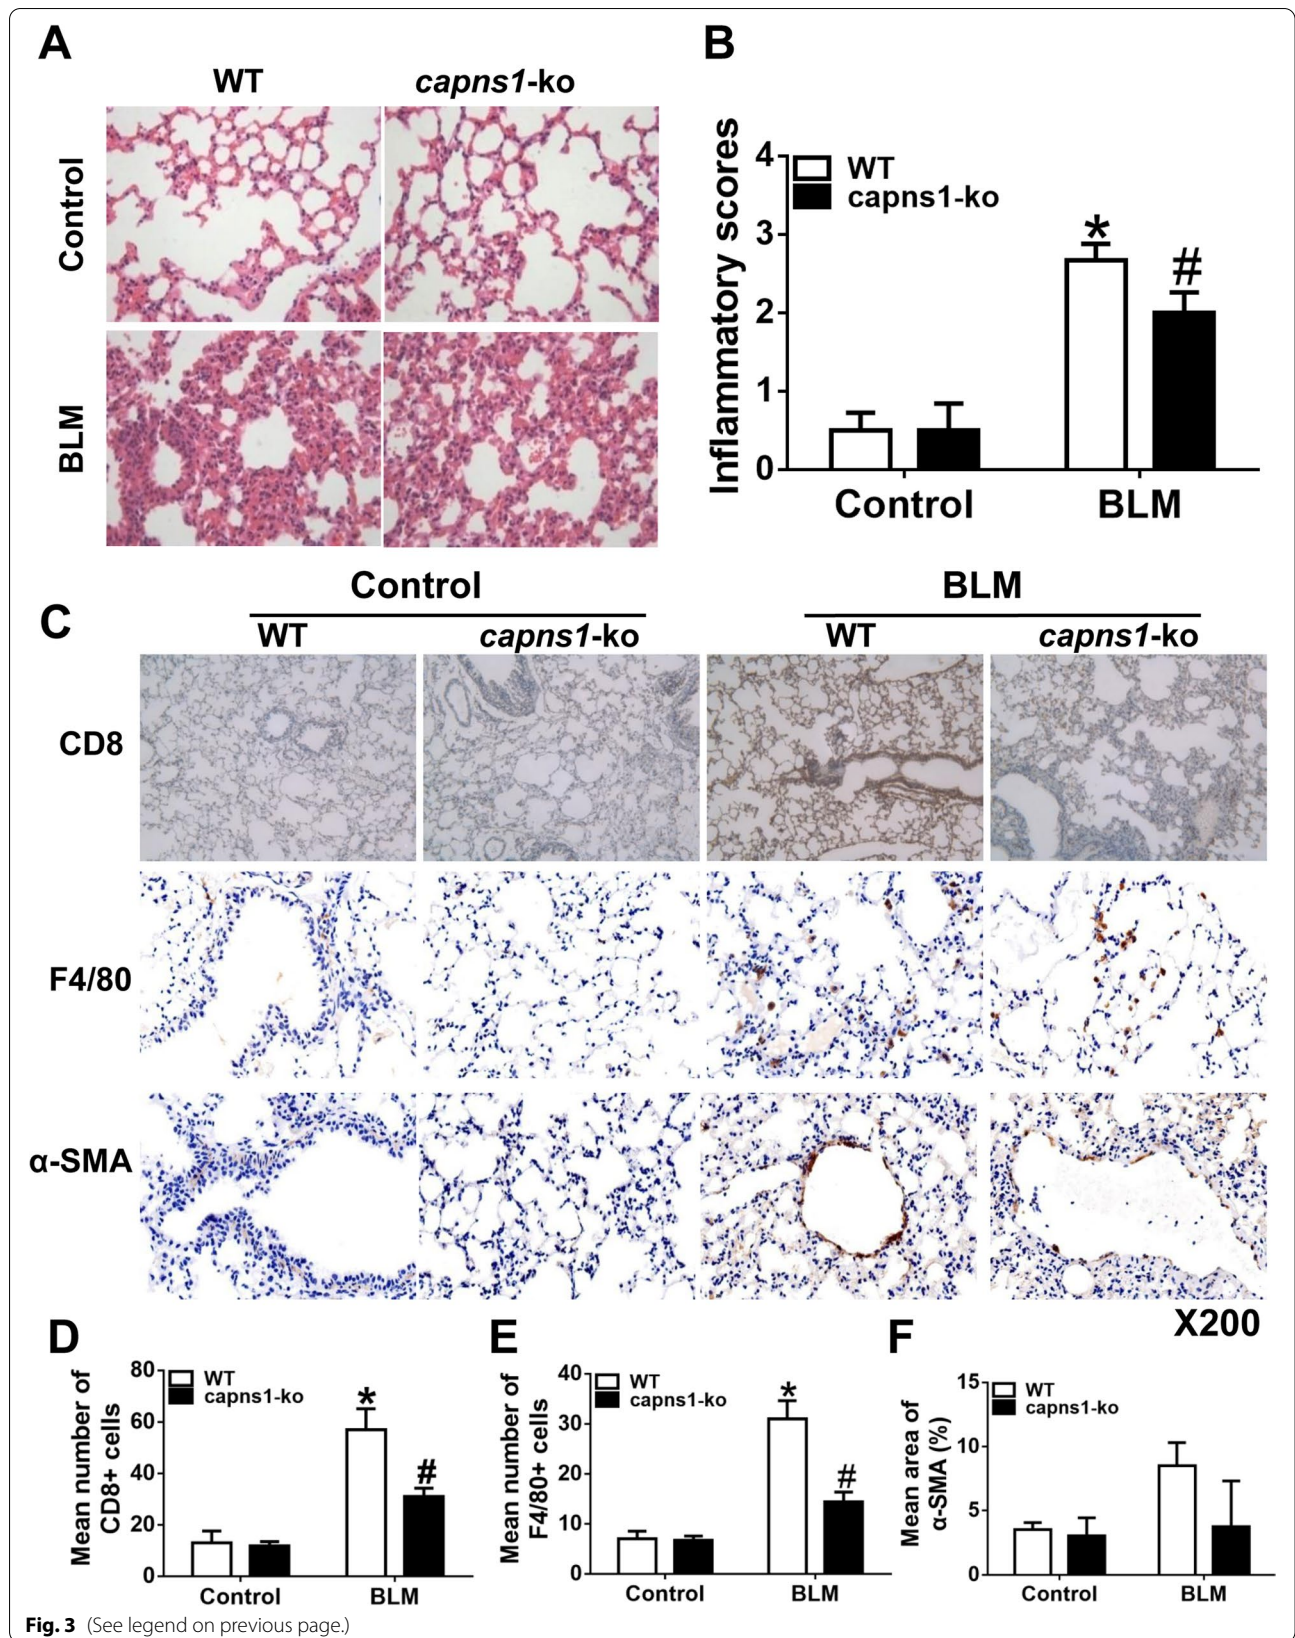 A
WT capns1-ko
Control
BLM
B
Inflammatory scores
4
3
2
1
0
WT
capns1-ko
*
#
Control BLM
C
Control BLM
WT capns1-ko WT capns1-ko
CD8
F4/80
α-SMA
X200
D
Mean number of
CD8+ cells
80
60
40
20
0
WT
capns1-ko
*
#
Control BLM
E
Mean number of
F4/80+ cells
40
30
20
10
0
WT
capns1-ko
*
#
Control BLM
F
Mean area of
α-SMA (%)
15
10
5
0
WT
capns1-ko
Control BLM
Fig. 3 (See legend on previous page.)